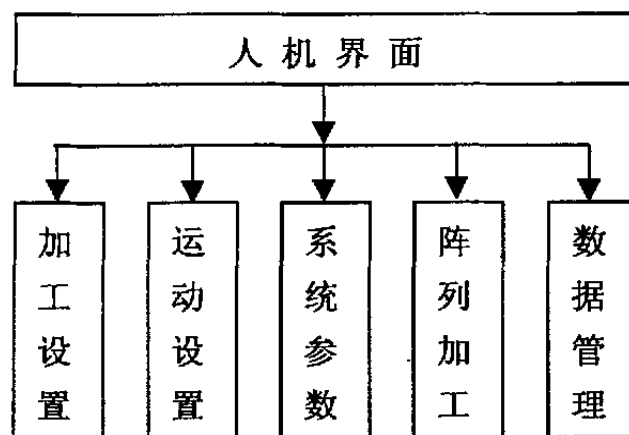 人机界面
加工设置
运动设置
系统参数
阵列加工
数据管理